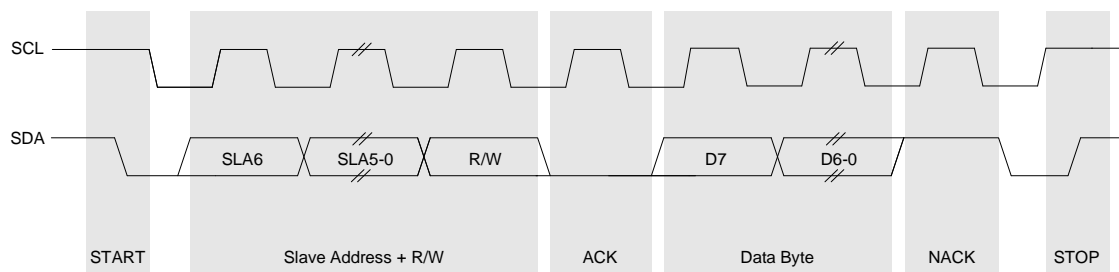 SCL
SDA
SLA6
SLA5-0
R/W
D7
D6-0
START
Slave Address + R/W
ACK
Data Byte
NACK
STOP